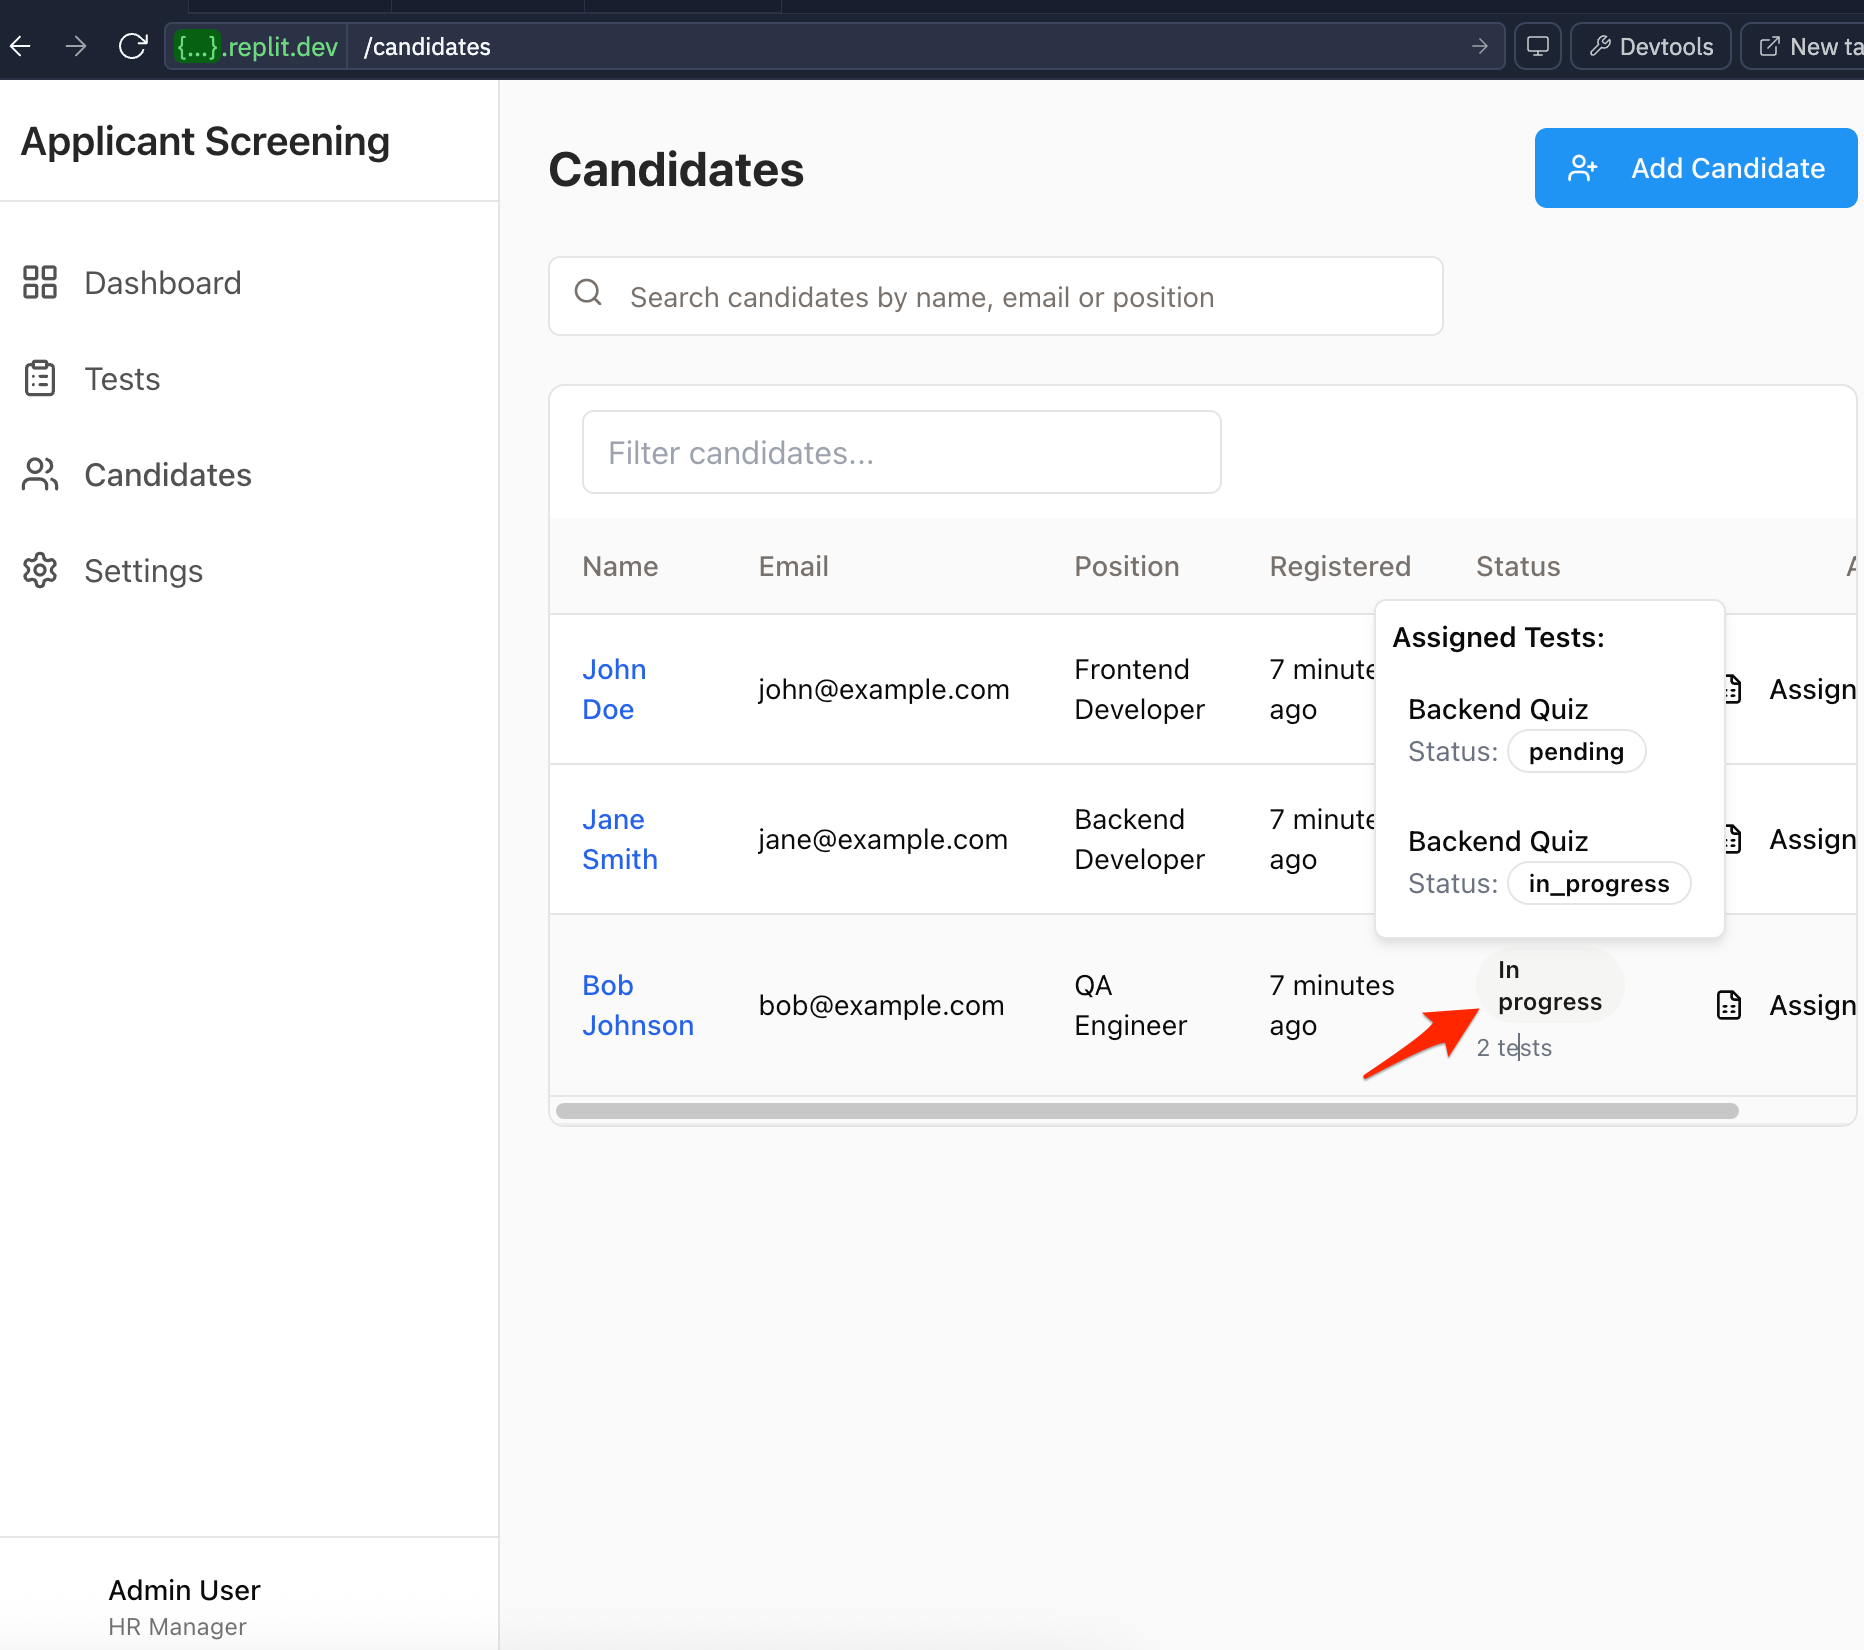 {...}.replit.dev /candidates Devtools New ta
Applicant Screening
Dashboard
Tests
Candidates
Settings
Candidates
Add Candidate
Search candidates by name, email or position
Filter candidates...
Name Email Position Registered Status
John Doe
john@example.com
Frontend Developer
7 minute
ago
Assign
Jane Smith
jane@example.com
Backend Developer
7 minute
ago
Assign
Assigned Tests:
Backend Quiz
Status: pending
Backend Quiz
Status: in_progress
Bob Johnson
bob@example.com
QA Engineer
7 minutes ago
In progress
2 tests
Assign
Admin User
HR Manager